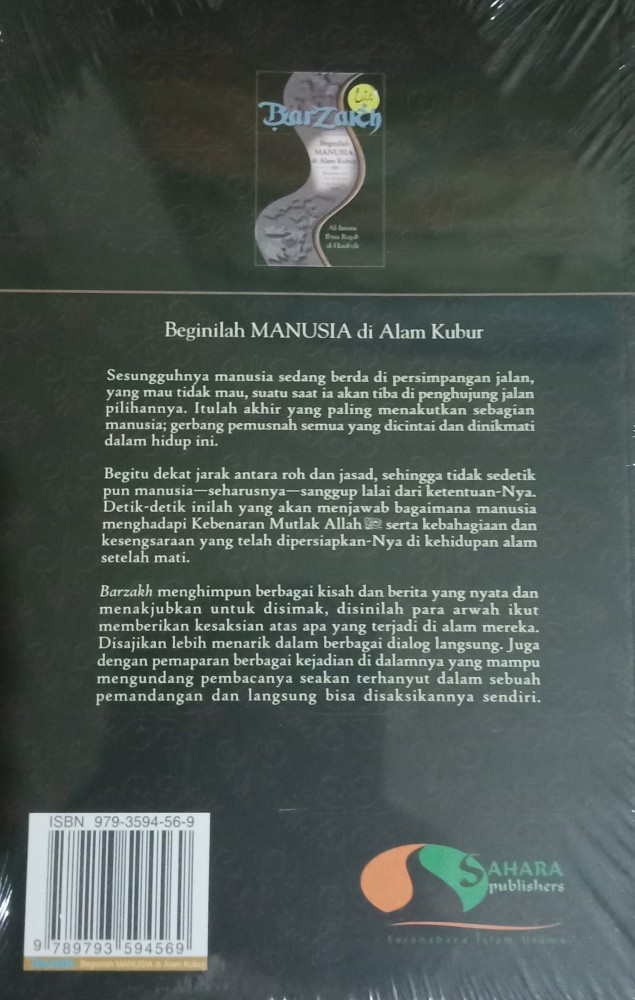 BarZakh
Beginilah
MANUSIA
di Alam Kubur
Al-Imam
Ibnu Rajab
al-Hanbali
Beginilah MANUSIA di Alam Kubur
Sesungguhnya manusia sedang berda di persimpangan jalan,
yang mau tidak mau, suatu saat ia akan tiba di penghujung jalan
pilihannya. Itulah akhir yang paling menakutkan sebagian
manusia; gerbang pemusnah semua yang dicintai dan dinikmati
dalam hidup ini.
Begitu dekat jarak antara roh dan jasad, sehingga tidak sedetik
pun manusia—seharusnya—sanggup lalai dari ketentuan-Nya.
Detik-detik inilah yang akan menjawab bagaimana manusia
menghadapi Kebenaran Mutlak Allah ﷻ serta kebahagiaan dan
kesengsaraan yang telah dipersiapkan-Nya di kehidupan alam
setelah mati.
Barzakh menghimpun berbagai kisah dan berita yang nyata dan
menakjubkan untuk disimak, disinilah para arwah ikut
memberikan kesaksian atas apa yang terjadi di alam mereka.
Disajikan lebih menarik dalam berbagai dialog langsung. Juga
dengan pemaparan berbagai kejadian di dalamnya yang mampu
mengundang pembacanya seakan terhanyut dalam sebuah
pemandangan dan langsung bisa disaksikannya sendiri.
ISBN 979-3594-56-9
9 789793 594569
Beginilah MANUSIA di Alam Kubur
SAHARA
publishers